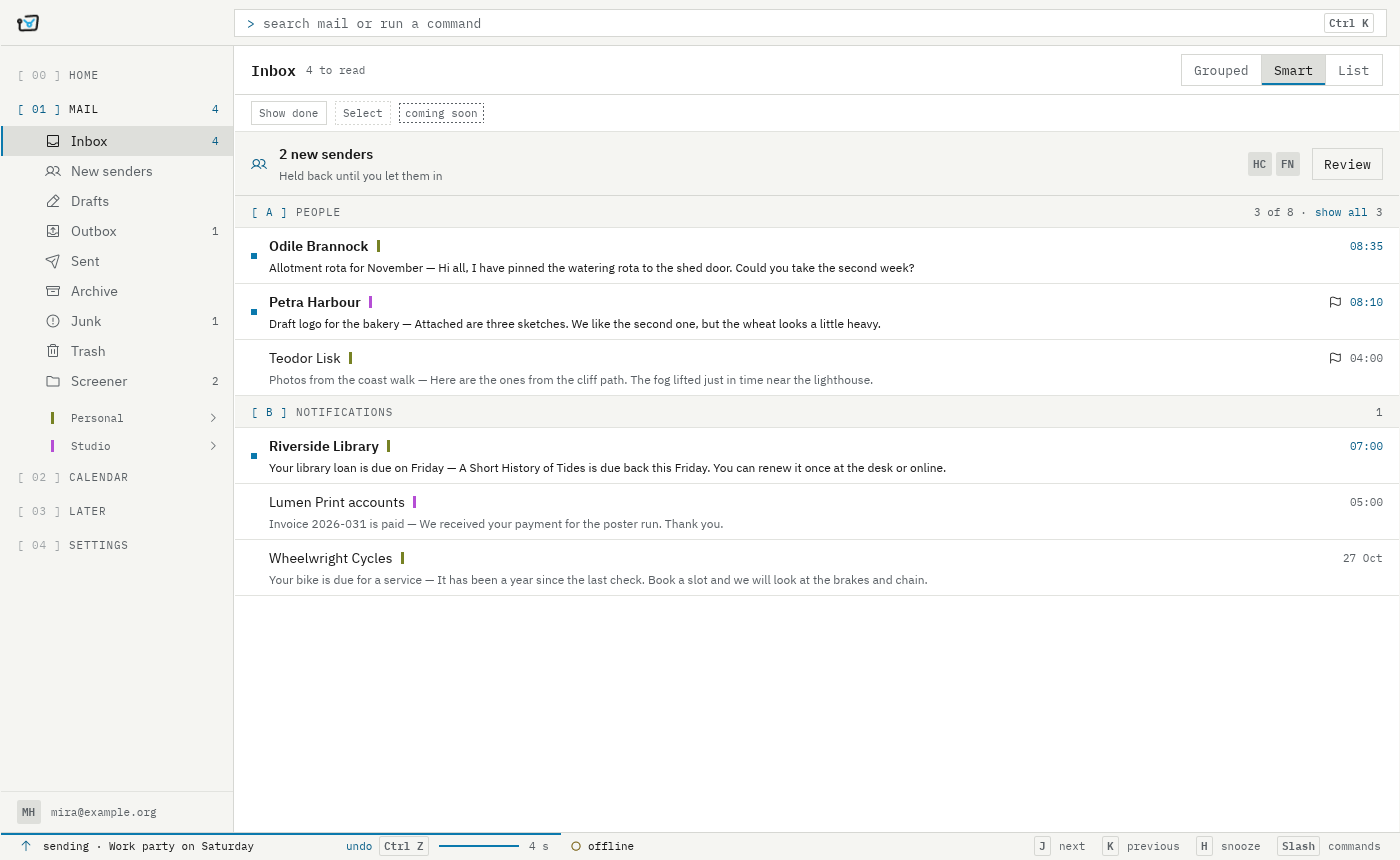 > search mail or run a command Ctrl K
[ 00 ] HOME
[ 01 ] MAIL 4
Inbox 4
New senders
Drafts
Outbox 1
Sent
Archive
Junk 1
Trash
Screener 2
Personal
Studio
[ 02 ] CALENDAR
[ 03 ] LATER
[ 04 ] SETTINGS
MH mira@example.org
Inbox 4 to read Grouped Smart List
Show done Select coming soon
2 new senders
Held back until you let them in
HC FN Review
[ A ] PEOPLE 3 of 8 · show all 3
Odile Brannock 08:35
Allotment rota for November — Hi all, I have pinned the watering rota to the shed door. Could you take the second week?
Petra Harbour 08:10
Draft logo for the bakery — Attached are three sketches. We like the second one, but the wheat looks a little heavy.
Teodor Lisk 04:00
Photos from the coast walk — Here are the ones from the cliff path. The fog lifted just in time near the lighthouse.
[ B ] NOTIFICATIONS 1
Riverside Library 07:00
Your library loan is due on Friday — A Short History of Tides is due back this Friday. You can renew it once at the desk or online.
Lumen Print accounts 05:00
Invoice 2026-031 is paid — We received your payment for the poster run. Thank you.
Wheelwright Cycles 27 Oct
Your bike is due for a service — It has been a year since the last check. Book a slot and we will look at the brakes and chain.
sending · Work party on Saturday undo Ctrl Z 4 s offline J next K previous H snooze Slash commands